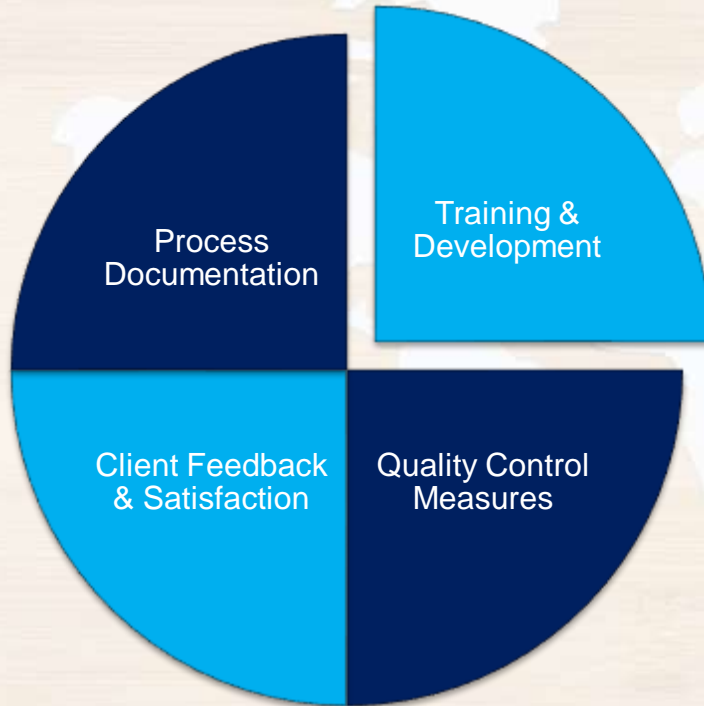 Process
Documentation
Training &
Development
Client Feedback
& Satisfaction
Quality Control
Measures